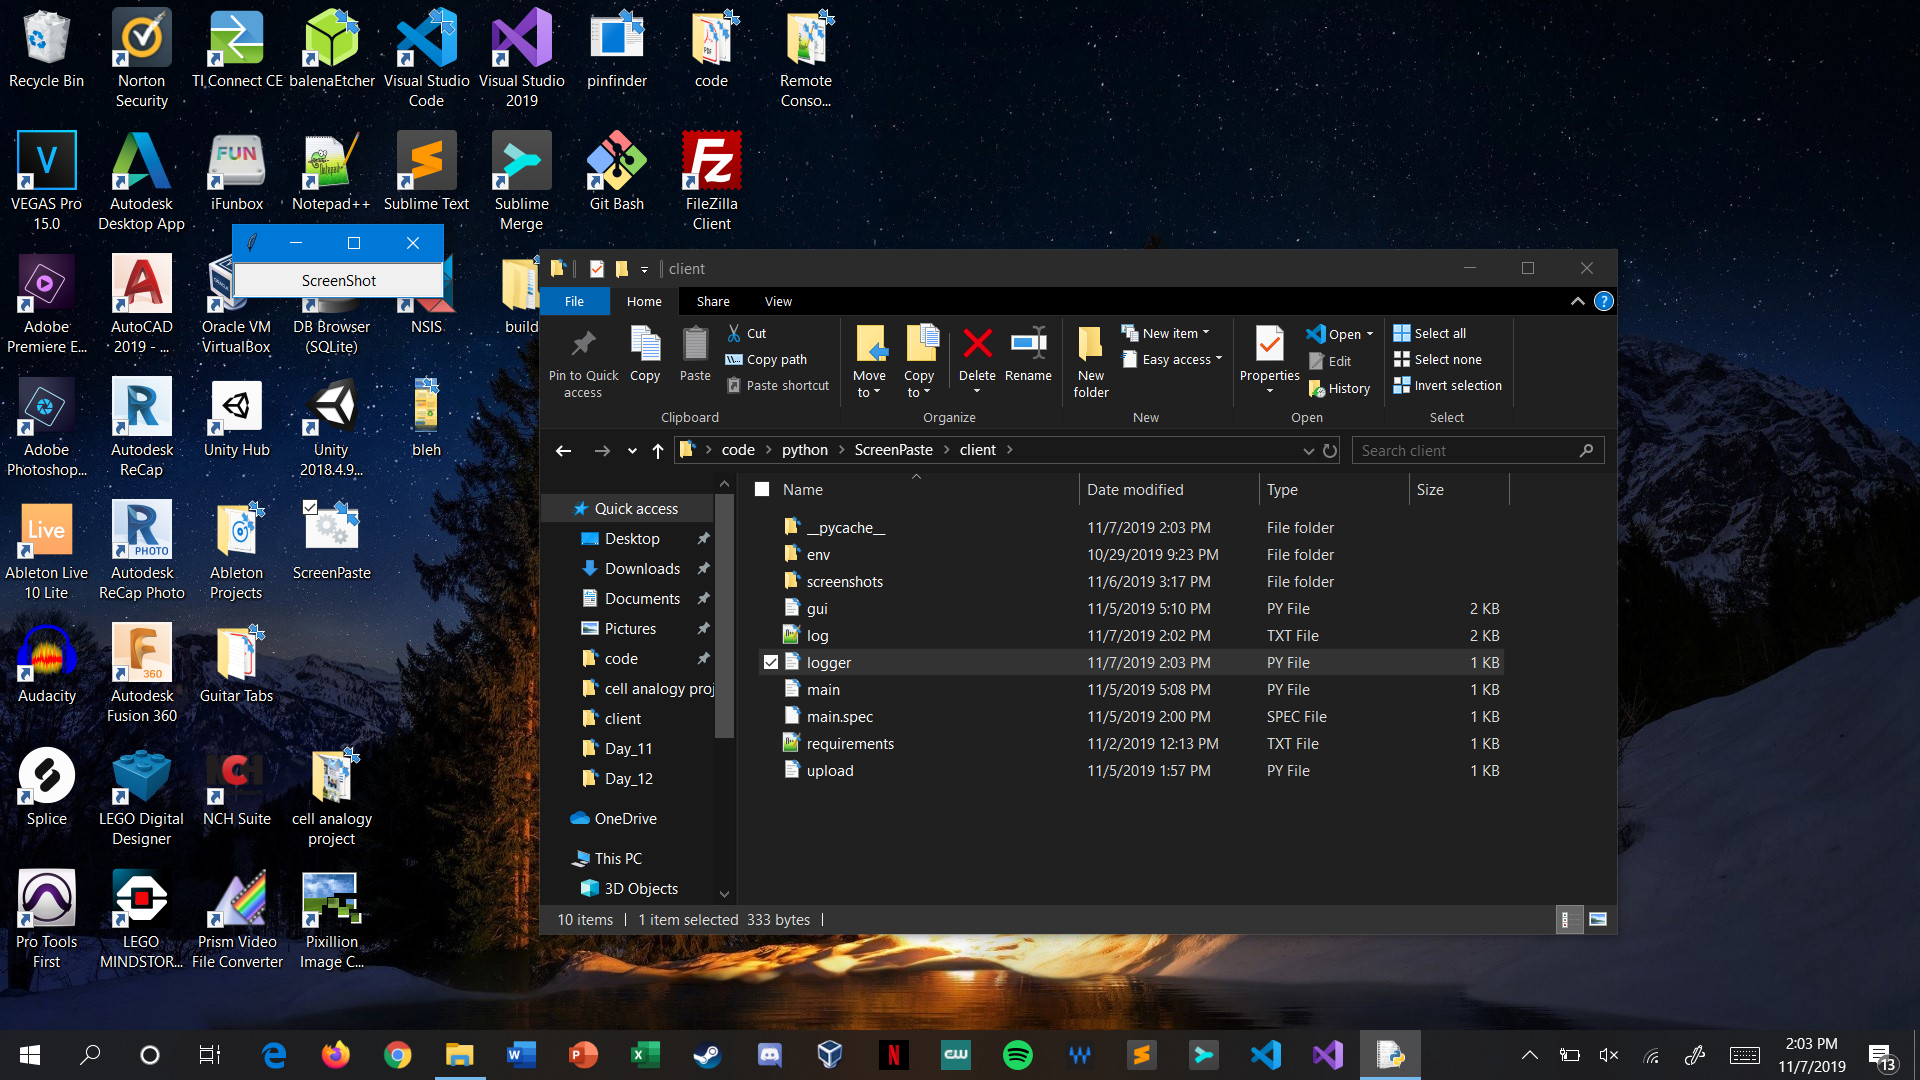 Recycle Bin
Norton
Security
TI Connect CE
balenaEtcher
Visual Studio
Code
Visual Studio
2019
pinfinder
code
Remote
Conso...
VEGAS Pro
15.0
Autodesk
Desktop App
iFunbox
Notepad++
Sublime Text
Sublime
Merge
Git Bash
FileZilla
Client
ScreenShot
Adobe
Premiere E...
AutoCAD
2019 - ...
Oracle VM
VirtualBox
DB Browser
(SQLite)
NSIS
build
Adobe
Photoshop...
Autodesk
ReCap
Unity Hub
Unity
2018.4.9...
bleh
Live
PHOTO
Ableton Live
10 Lite
Autodesk
ReCap Photo
Ableton
Projects
ScreenPaste
360
Audacity
Autodesk
Fusion 360
Guitar Tabs
Splice
LEGO Digital
Designer
NCH
NCH Suite
cell analogy
project
Pro Tools
First
LEGO
MINDSTOR...
Prism Video
File Converter
Pixillion
Image C...
client
File
Home
Share
View
Pin to Quick
access
Copy
Paste
Cut
Copy path
Paste shortcut
Clipboard
Move
to
Copy
to
Delete
Rename
Organize
New
folder
New item
Easy access
New
Properties
Open
Edit
History
Open
Select all
Select none
Invert selection
Select
code > python > ScreenPaste > client >
Search client
Quick access
Desktop
Downloads
Documents
Pictures
code
cell analogy proj
client
Day_11
Day_12
OneDrive
This PC
3D Objects
Name Date modified Type Size
__pycache__ 11/7/2019 2:03 PM File folder
env 10/29/2019 9:23 PM File folder
screenshots 11/6/2019 3:17 PM File folder
gui 11/5/2019 5:10 PM PY File 2 KB
log 11/7/2019 2:02 PM TXT File 2 KB
logger 11/7/2019 2:03 PM PY File 1 KB
main 11/5/2019 5:08 PM PY File 1 KB
main.spec 11/5/2019 2:00 PM SPEC File 1 KB
requirements 11/2/2019 12:13 PM TXT File 1 KB
upload 11/5/2019 1:57 PM PY File 1 KB
10 items 1 item selected 333 bytes
2:03 PM
11/7/2019
13